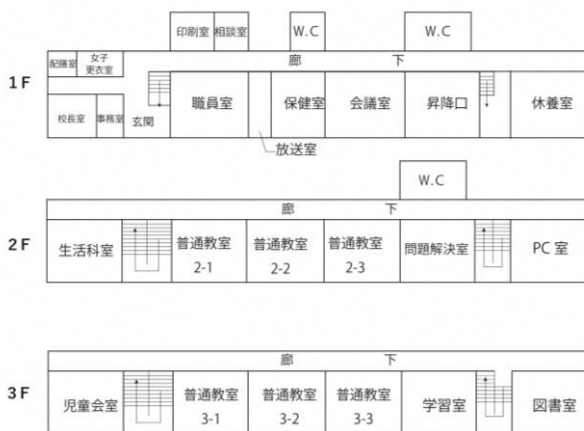 印刷室 相談室 W.C W.C
廊 下
配膳室 女子
更衣室
1F
職員室 保健室 会議室 昇降口 休養室
校長室 事務室 玄関
放送室
W.C
廊 下
2F
生活科室 普通教室 普通教室 普通教室 問題解決室 PC室
2-1 2-2 2-3
廊 下
3F
児童会室 普通教室 普通教室 普通教室 学習室 図書室
3-1 3-2 3-3